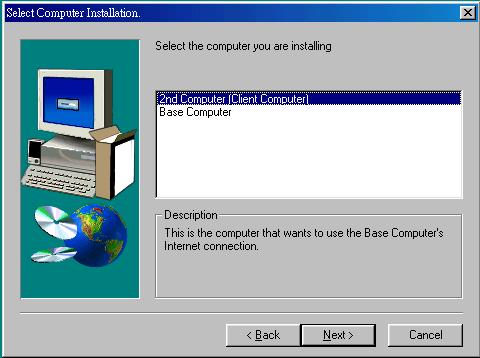 Select Computer Installation.
Select the computer you are installing
2nd Computer (Client Computer)
Base Computer
Description
This is the computer that wants to use the Base Computer's
Internet connection.
< Back
Next >
Cancel